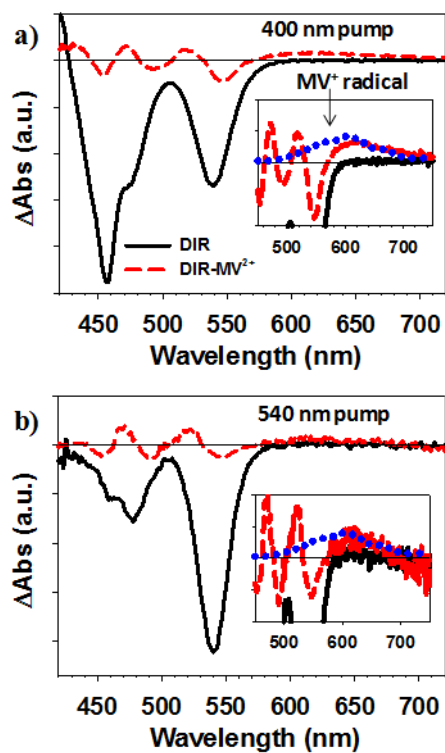 a)
400 nm pump
MV⁺ radical
ΔAbs (a.u.)
500 600 700
DIR
DIR-MV²⁺
450 500 550 600 650 700
Wavelength (nm)
b)
540 nm pump
ΔAbs (a.u.)
500 600 700
450 500 550 600 650 700
Wavelength (nm)